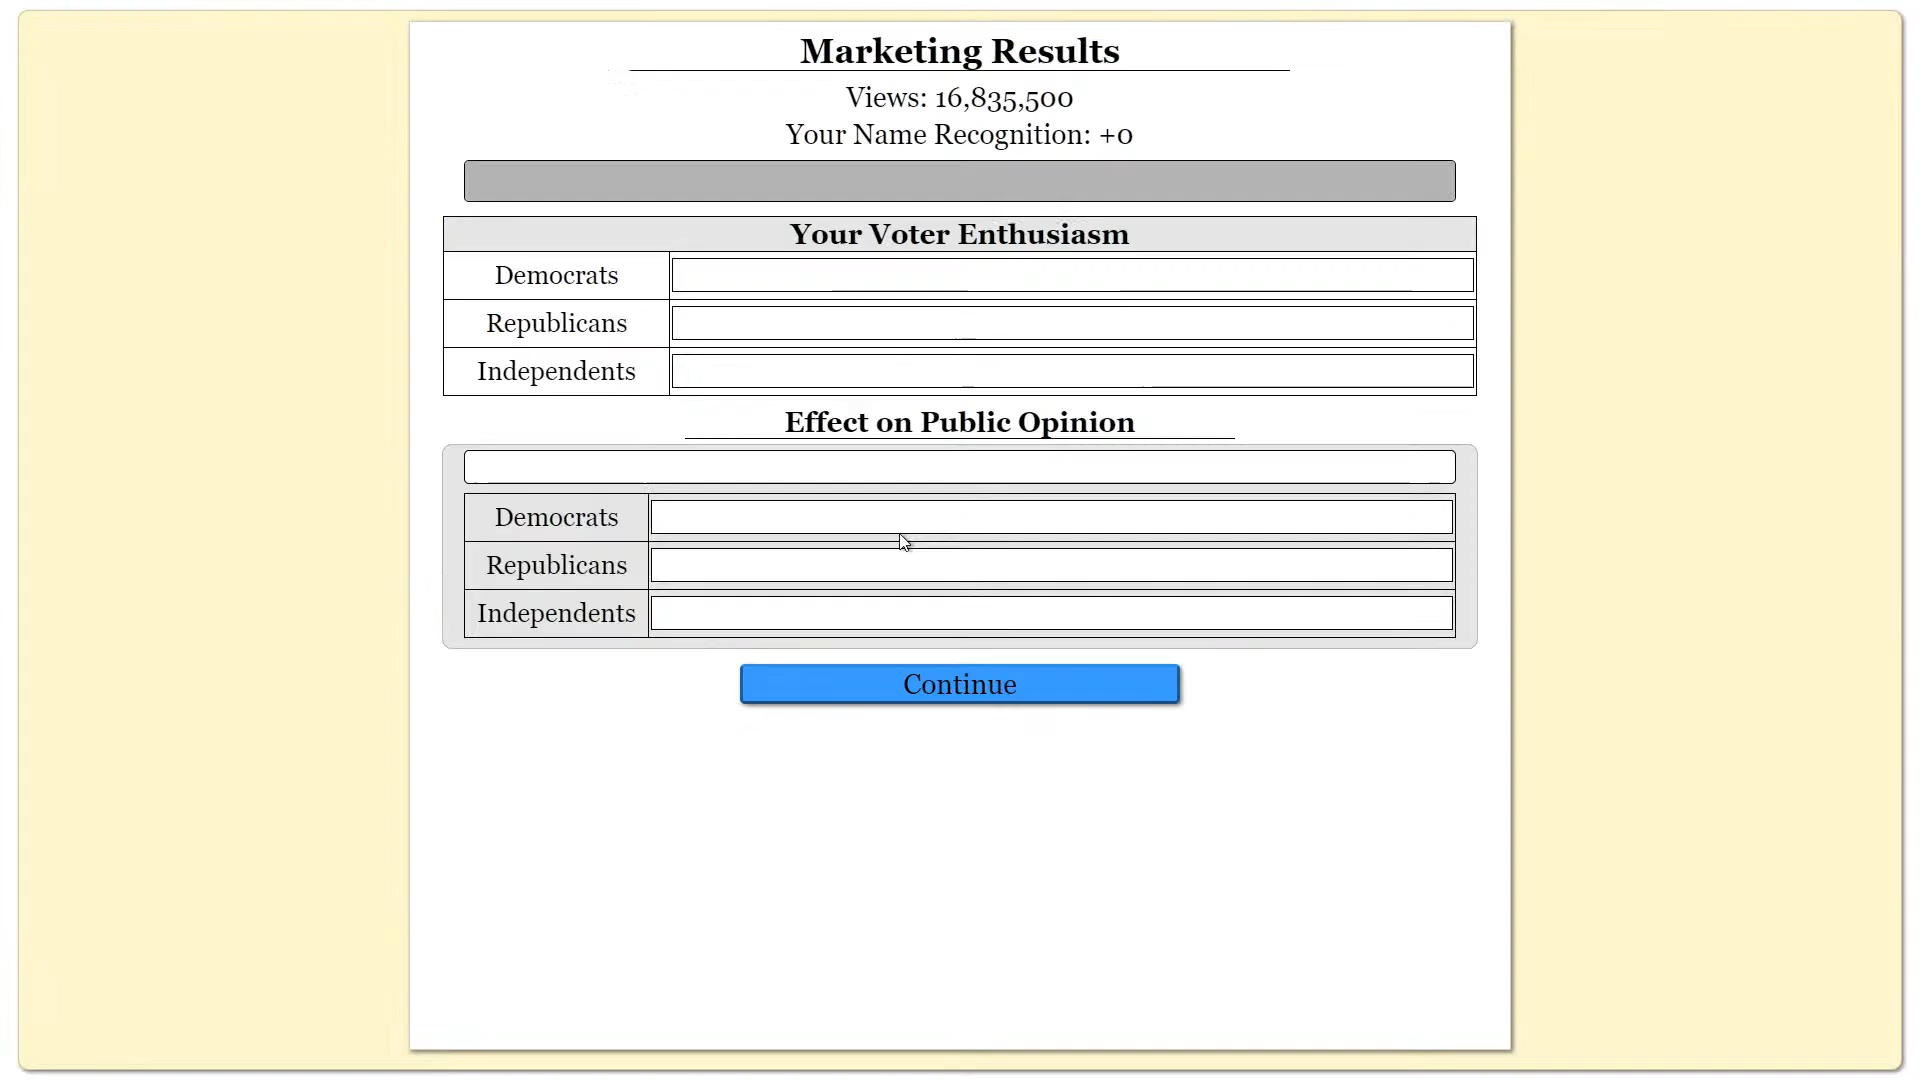 Marketing Results
Views: 16,835,500
Your Name Recognition: +0
Your Voter Enthusiasm
Democrats
Republicans
Independents
Effect on Public Opinion
Democrats
Republicans
Independents
Continue